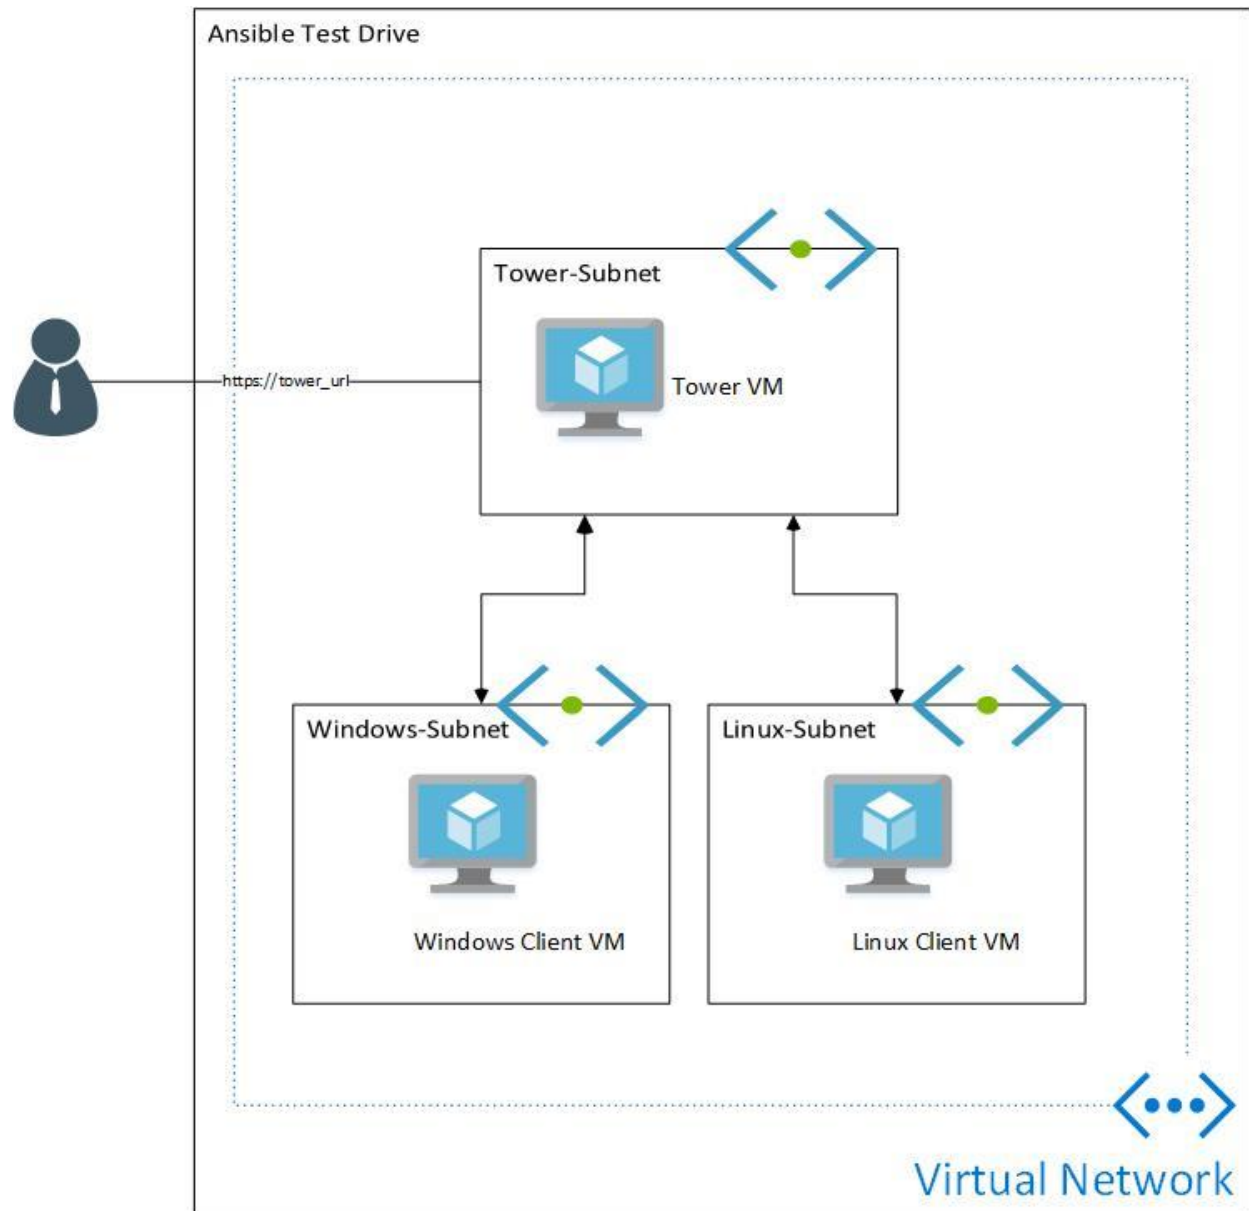 Ansible Test Drive
Tower-Subnet
https://tower_url
Tower VM
Windows-Subnet
Linux-Subnet
Windows Client VM
Linux Client VM
Virtual Network